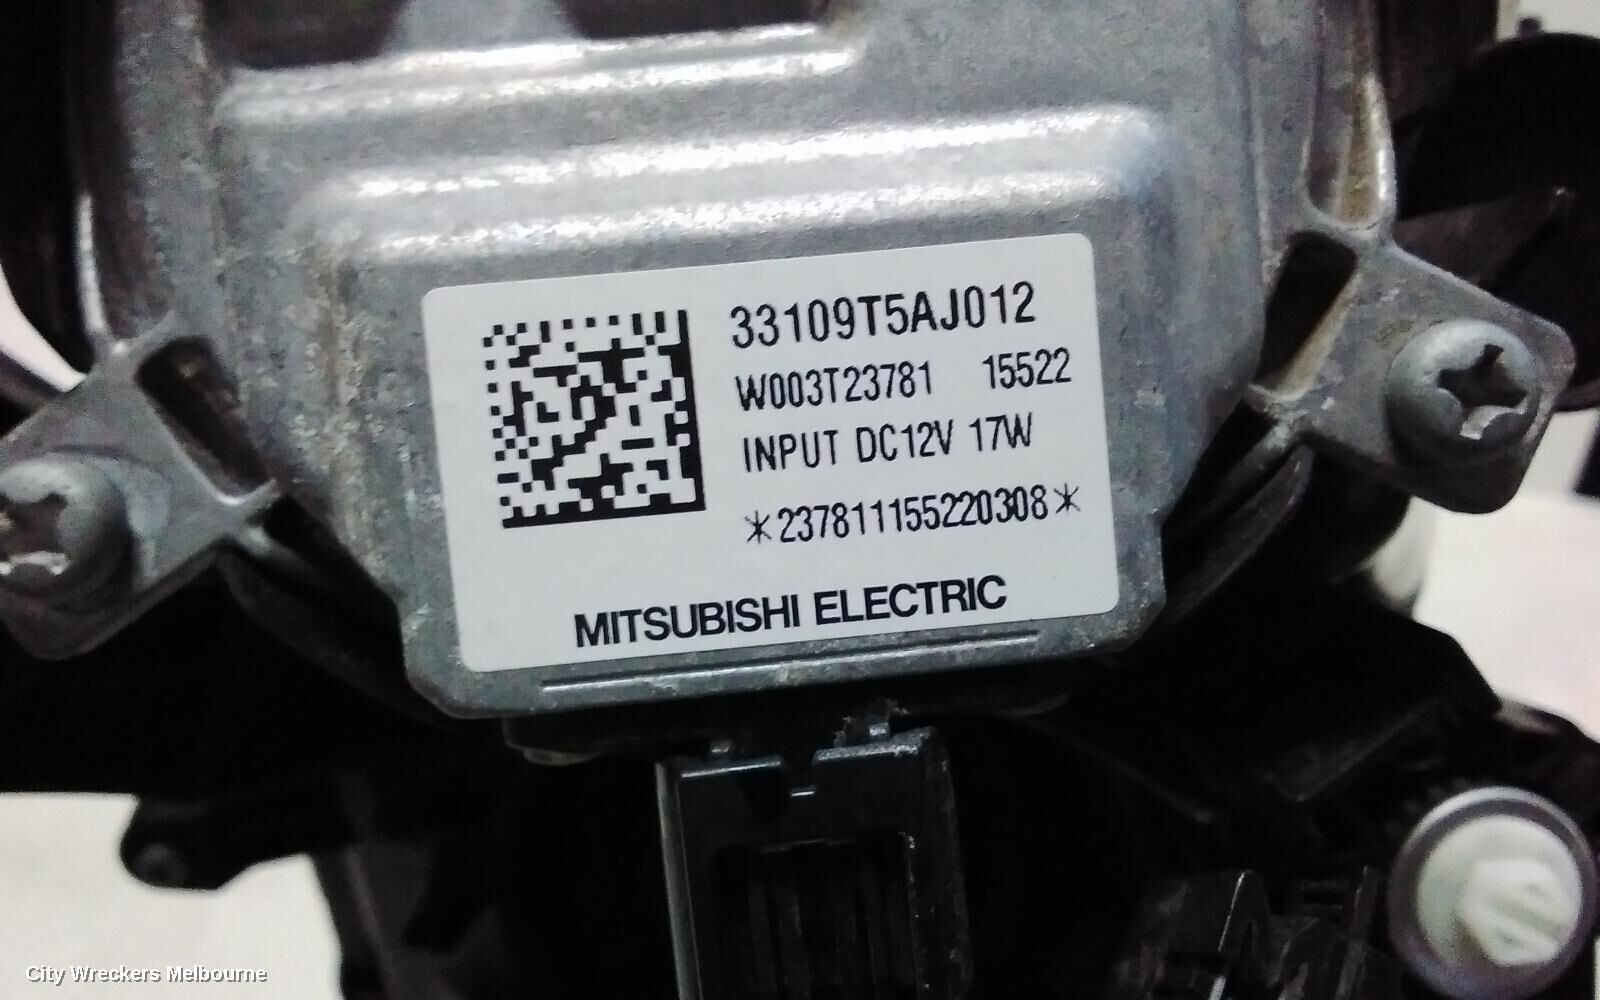 33109T5AJ012
W003T23781 15522
INPUT DC12V 17W
*237811155220308*
MITSUBISHI ELECTRIC
City Wreckers Melbourne